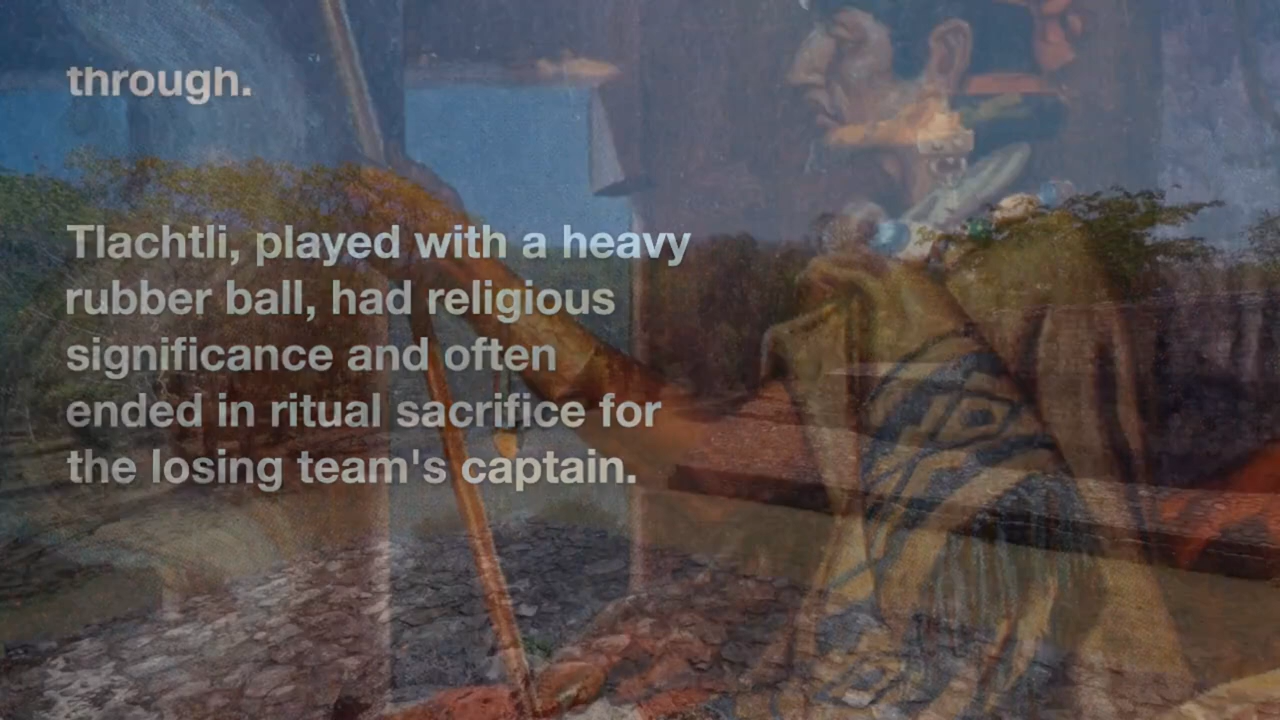 through.
Tlachtli, played with a heavy
rubber ball, had religious
significance and often
ended in ritual sacrifice for
the losing team's captain.